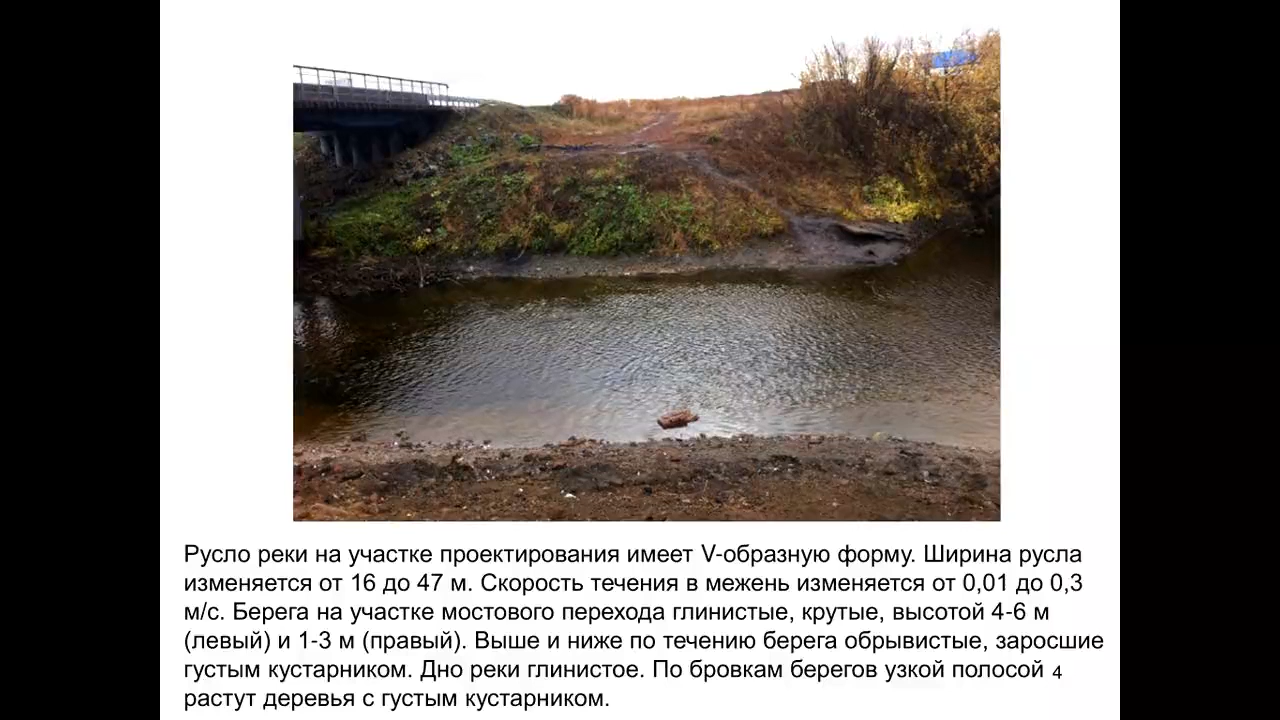 Русло реки на участке проектирования имеет V-образную форму. Ширина русла
изменяется от 16 до 47 м. Скорость течения в межень изменяется от 0,01 до 0,3
м/с. Берега на участке мостового перехода глинистые, крутые, высотой 4-6 м
(левый) и 1-3 м (правый). Выше и ниже по течению берега обрывистые, заросшие
густым кустарником. Дно реки глинистое. По бровкам берегов узкой полосой 4
растут деревья с густым кустарником.